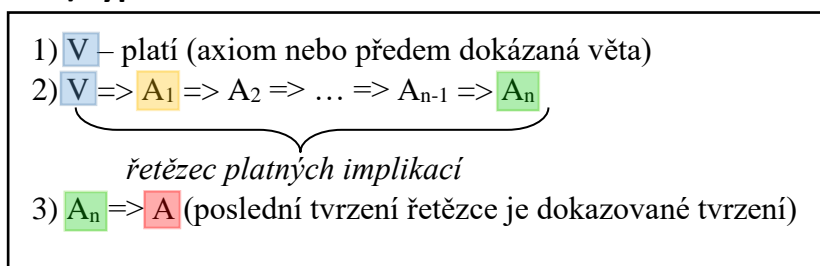 1) V – platí (axiom nebo předem dokázaná věta)
2) V => A₁ => A₂ => … => Aₙ₋₁ => Aₙ
řetězec platných implikací
3) Aₙ => A (poslední tvrzení řetězce je dokazované tvrzení)